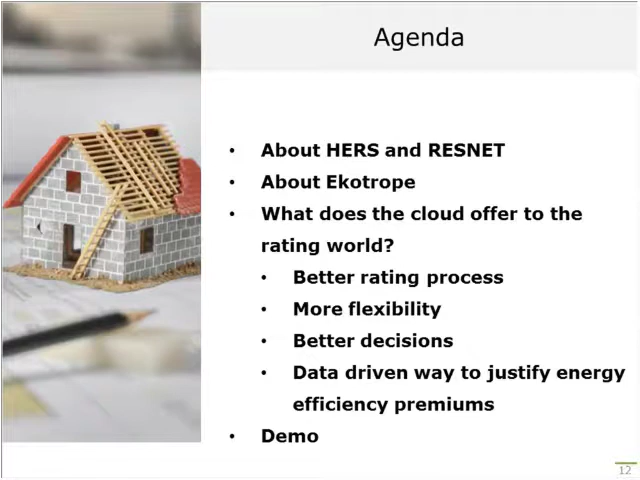 Agenda
• About HERS and RESNET
• About Ekotrope
• What does the cloud offer to the
rating world?
• Better rating process
• More flexibility
• Better decisions
• Data driven way to justify energy
efficiency premiums
• Demo
12